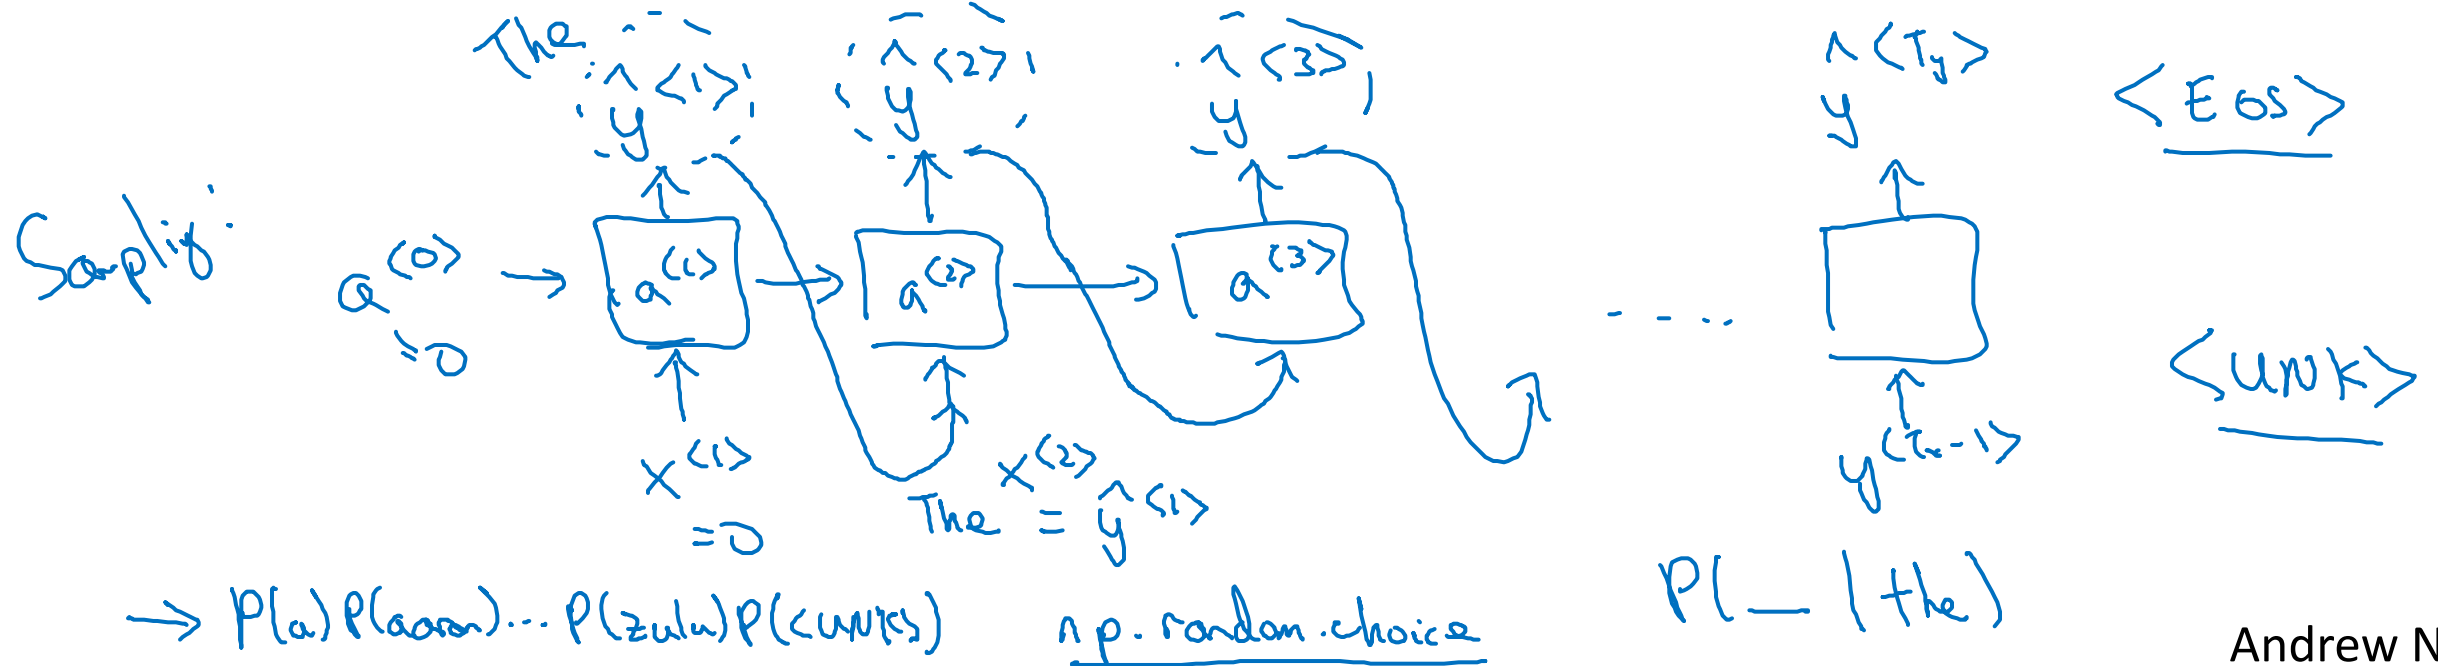 The
ŷ<1> ŷ<2> ŷ<3> ŷ<Ty> <EOS>
Sampling:
a<0> a<1> a<2> a<3>
=0
<UNK>
x<1> x<2> y<Tx-1>
=0 The = ŷ<1>
→ P(a) P(aaron) ... P(zulu) P(<UNK>) np.random.choice P(__ | the)
Andrew N